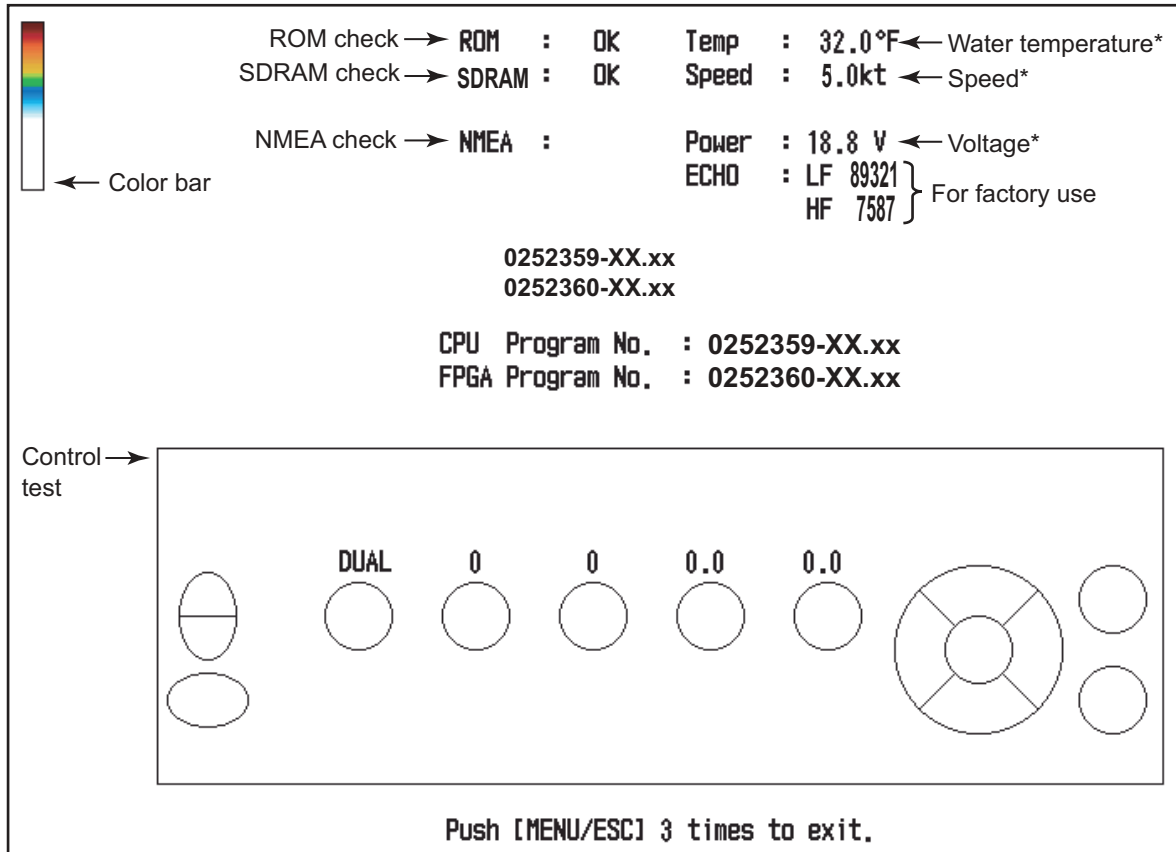 ROM check ROM : OK Temp : 32.0°F Water temperature*
SDRAM check SDRAM : OK Speed : 5.0kt Speed*
NMEA check NMEA : Power : 18.8 V Voltage*
Color bar
ECHO : LF 89321
HF 7587
For factory use
0252359-XX.xx
0252360-XX.xx
CPU Program No. : 0252359-XX.xx
FPGA Program No. : 0252360-XX.xx
Control
test
DUAL 0 0 0.0 0.0
Push [MENU/ESC] 3 times to exit.